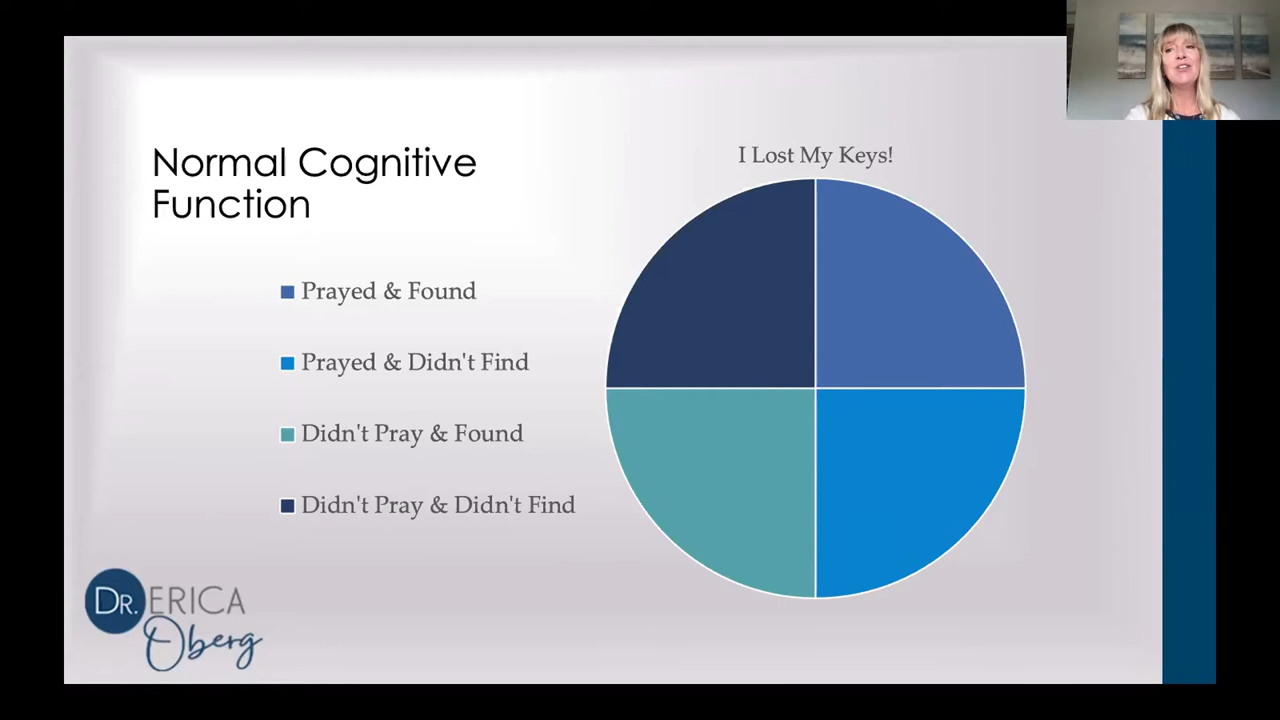 Normal Cognitive
Function
I Lost My Keys!
Prayed & Found
Prayed & Didn't Find
Didn't Pray & Found
Didn't Pray & Didn't Find
DR. ERICA
Oberg